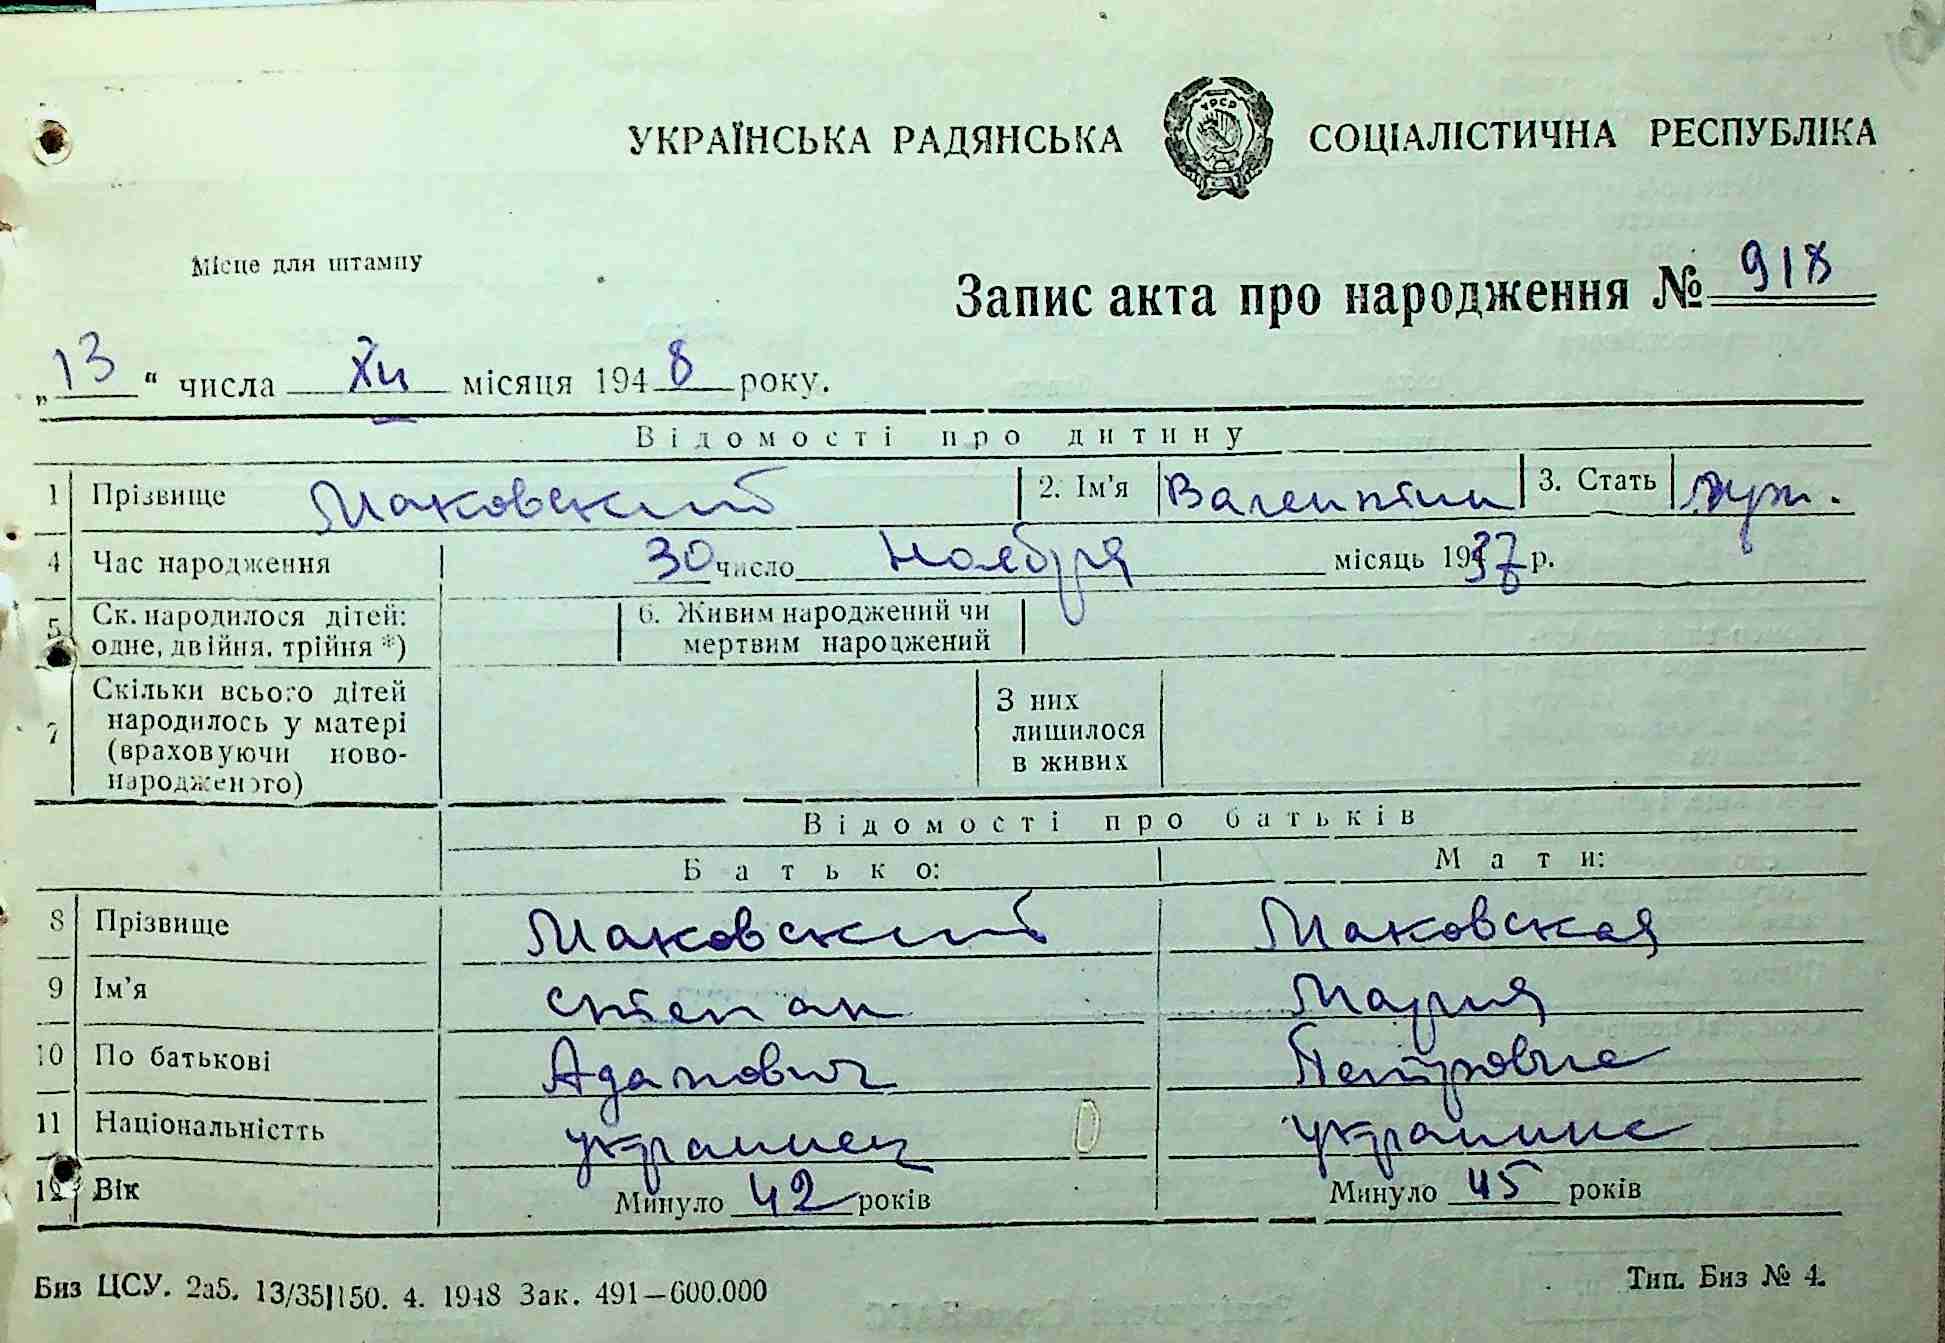 УКРАЇНСЬКА РАДЯНСЬКА СОЦІАЛІСТИЧНА РЕСПУБЛІКА
УРСР
Місце для штампу
Запис акта про народження № 918
„13“ числа XII місяця 1948 року.
Відомості про дитину
1 Прізвище Маковский 2. Ім'я Валентин 3. Стать муж.
4 Час народження 30 число Ноября місяць 1937 р.
5 Ск. народилося дітей: одне, двійня, трійня *) 6. Живим народжений чи мертвим народжений
7 Скільки всього дітей народилось у матері (враховуючи новонародженого) З них лишилося в живих
Відомості про батьків
Батько: Мати:
8 Прізвище Маковский Маковская
9 Ім'я Степан Мария
10 По батькові Адамович Петровна
11 Національністть украинец украинка
12 Вік Минуло 42 років Минуло 45 років
Биз ЦСУ. 2а5. 13/35|150. 4. 1948 Зак. 491—600.000 Тип. Биз № 4.